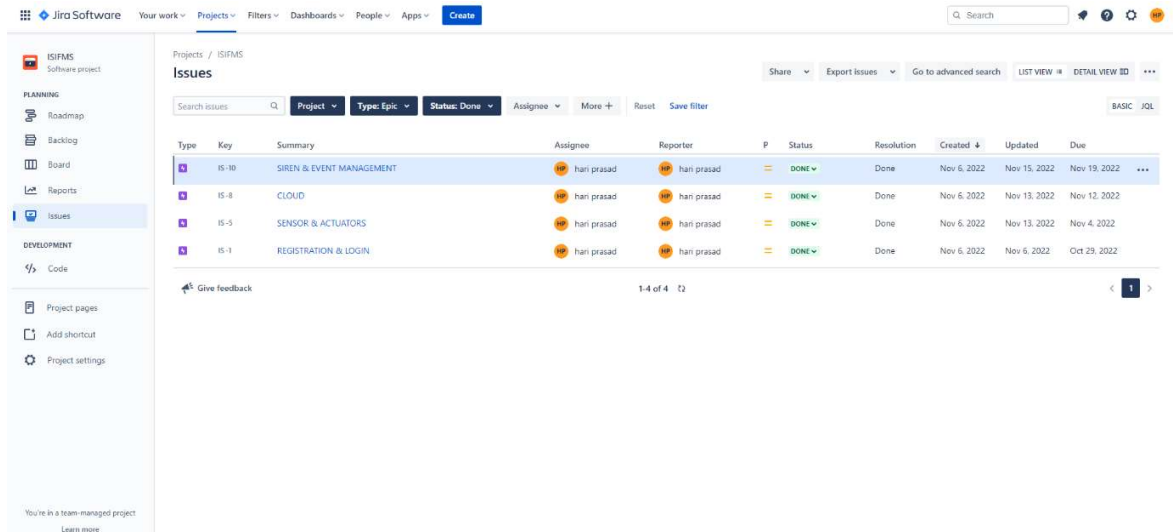 Jira Software Your work Projects Filters Dashboards People Apps Create Search HP
ISIFMS
Software project
PLANNING
Roadmap
Backlog
Board
Reports
Issues
DEVELOPMENT
Code
Project pages
Add shortcut
Project settings
You're in a team-managed project
Learn more
Projects / ISIFMS
Issues
Share Export issues Go to advanced search LIST VIEW DETAIL VIEW
Search issues Project Type: Epic Status: Done Assignee More + Reset Save filter BASIC JQL
Type Key Summary Assignee Reporter P Status Resolution Created Updated Due
IS-10 SIREN & EVENT MANAGEMENT HP hari prasad HP hari prasad DONE Done Nov 6, 2022 Nov 15, 2022 Nov 19, 2022
IS-8 CLOUD HP hari prasad HP hari prasad DONE Done Nov 6, 2022 Nov 13, 2022 Nov 12, 2022
IS-5 SENSOR & ACTUATORS HP hari prasad HP hari prasad DONE Done Nov 6, 2022 Nov 13, 2022 Nov 4, 2022
IS-1 REGISTRATION & LOGIN HP hari prasad HP hari prasad DONE Done Nov 6, 2022 Nov 6, 2022 Oct 29, 2022
Give feedback 1-4 of 4 1